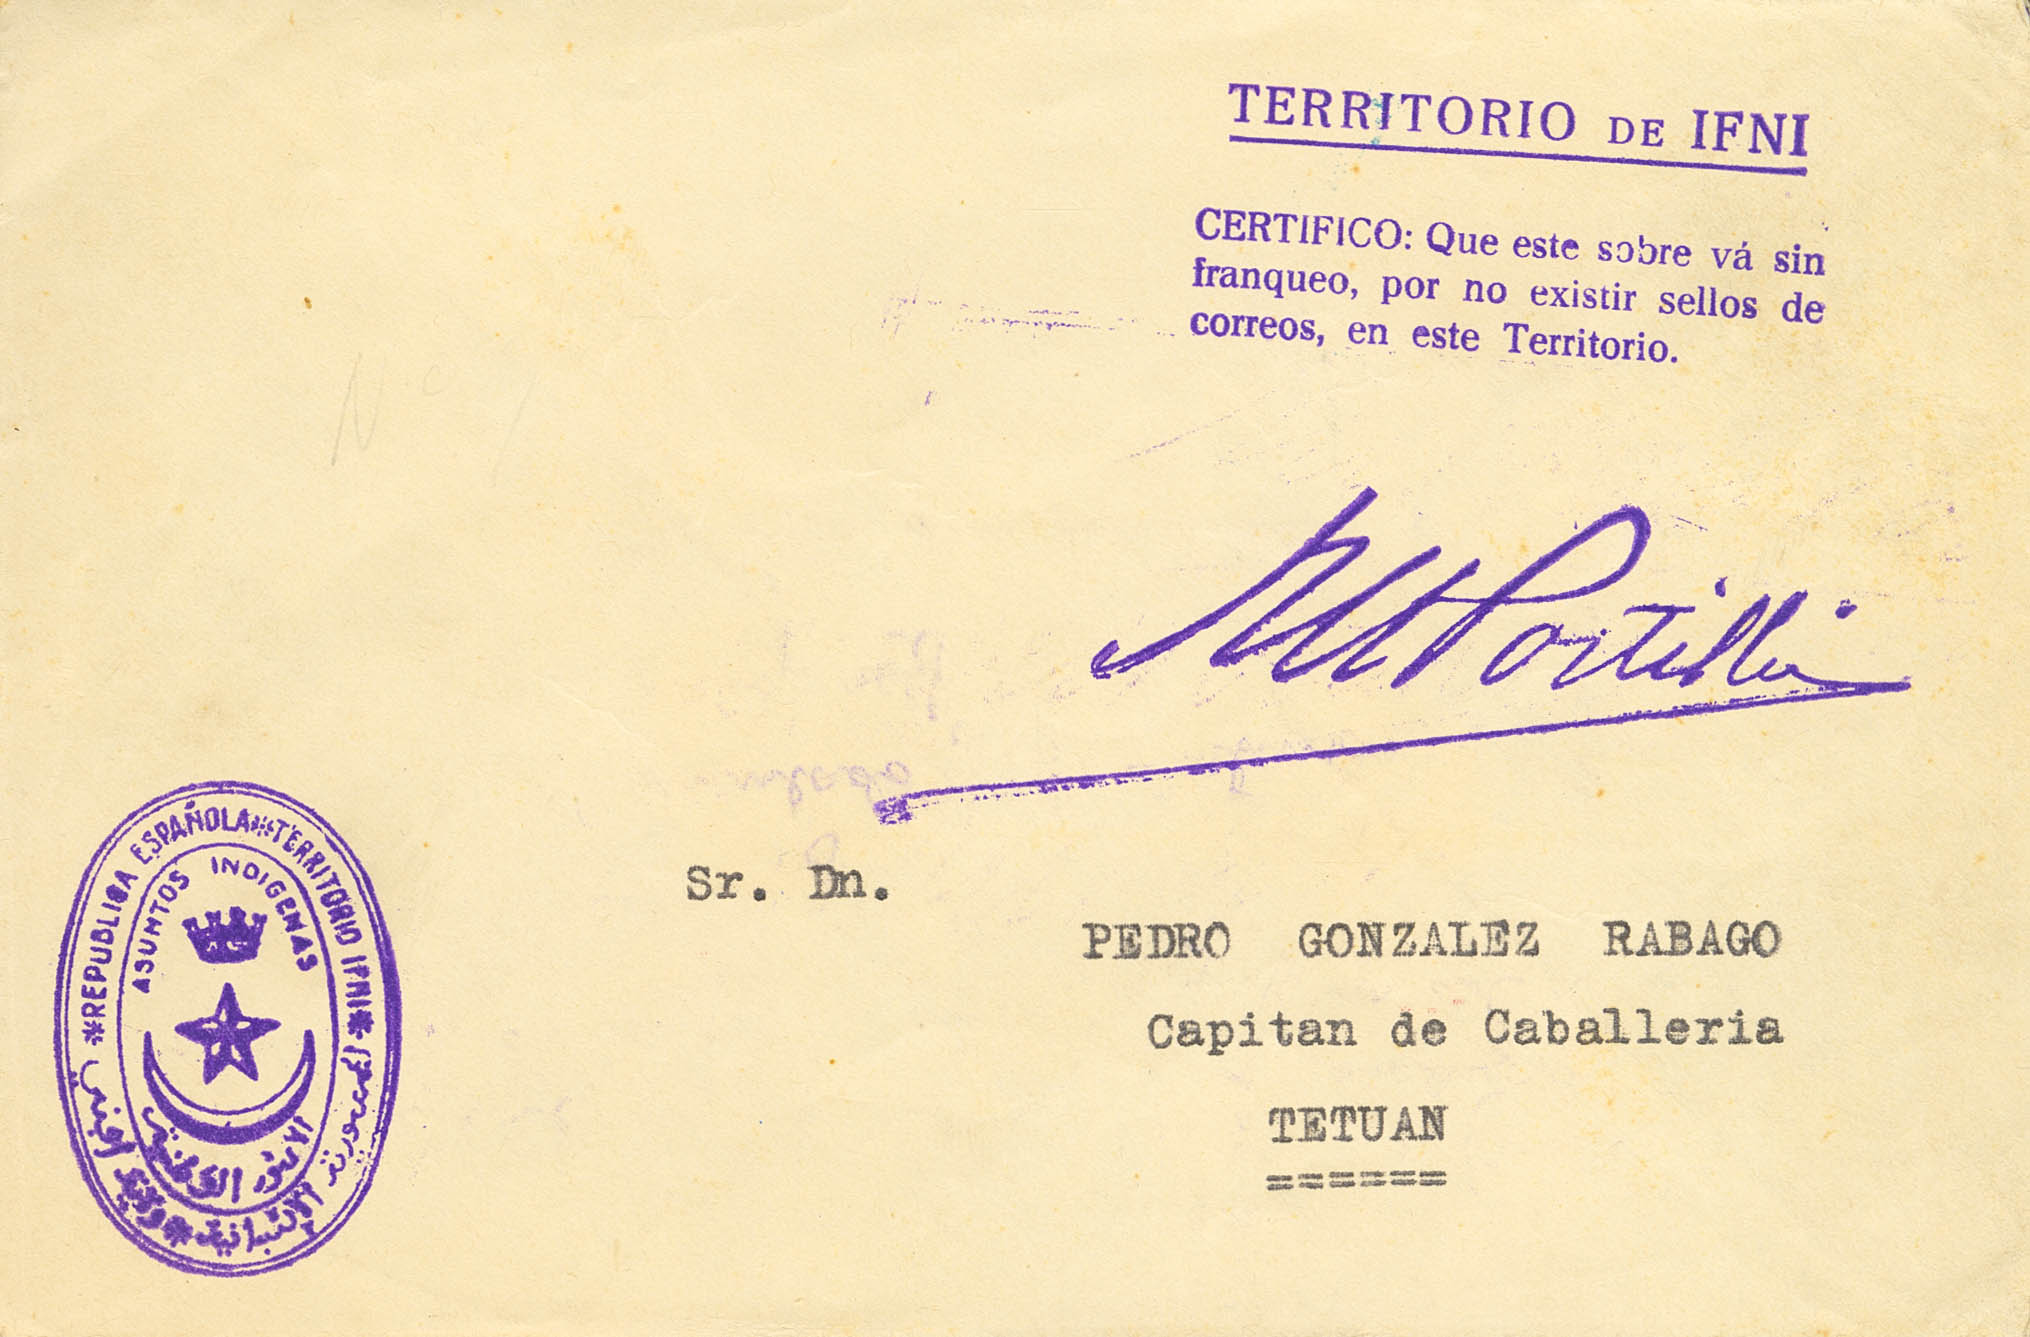 TERRITORIO DE IFNI
CERTIFICO: Que este sobre vá sin
franqueo, por no existir sellos de
correos, en este Territorio.
Portillo
Sr. Dn.
PEDRO GONZALEZ RABAGO
Capitan de Caballeria
TETUAN
======
*REPUBLICA ESPAÑOLA*TERRITORIO IFNI*
ASUNTOS INDIGENAS